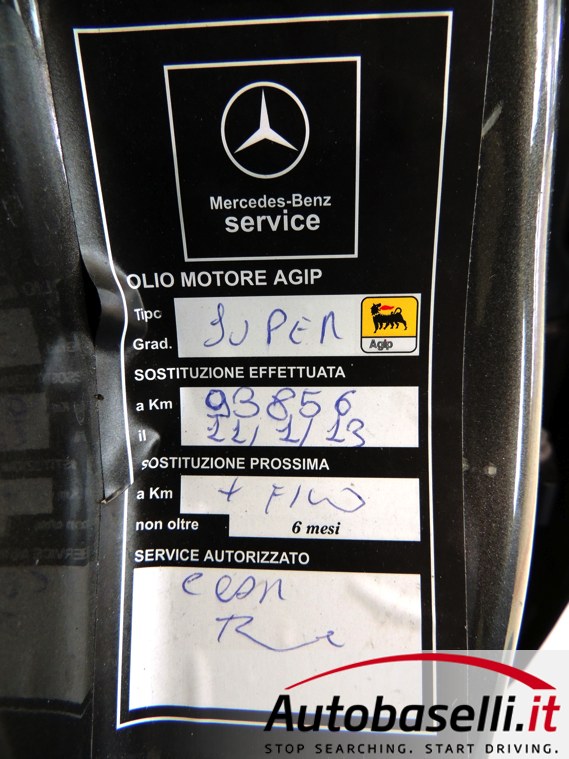 Mercedes-Benz
service
OLIO MOTORE AGIP
Tipo
Grad. SUPER Agip
SOSTITUZIONE EFFETTUATA
a Km 93856
il 11/1/13
SOSTITUZIONE PROSSIMA
a Km +
non oltre 6 mesi
SERVICE AUTORIZZATO
Autobaselli.it
STOP SEARCHING. START DRIVING.